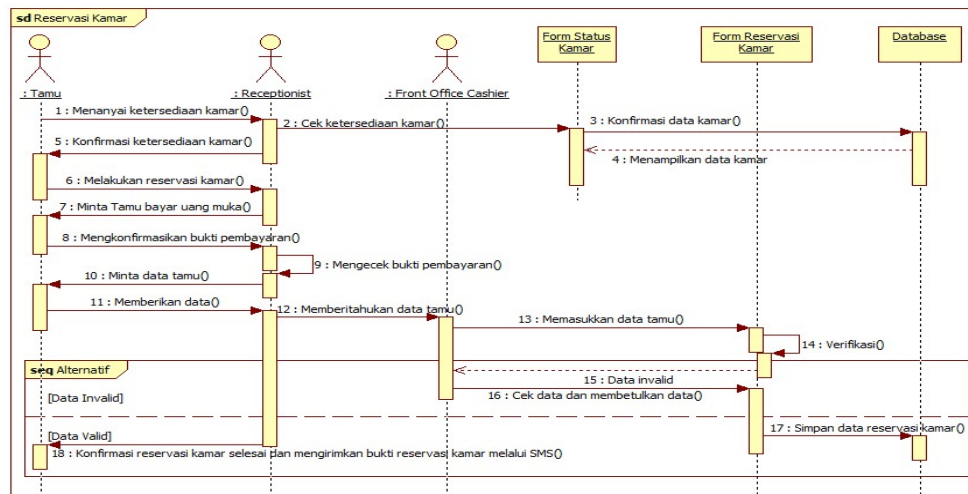 sd Reservasi Kamar
Form Status
Kamar
Form Reservasi
Kamar
Database
: Tamu
: Receptionist
: Front Office Cashier
1 : Menanyai ketersediaan kamar()
2 : Cek ketersediaan kamar()
3 : Konfirmasi data kamar()
4 : Menampilkan data kamar
5 : Konfirmasi ketersediaan kamar()
6 : Melakukan reservasi kamar()
7 : Minta Tamu bayar uang muka()
8 : Mengkonfirmasikan bukti pembayaran()
9 : Mengecek bukti pembayaran()
10 : Minta data tamu()
11 : Memberikan data()
12 : Memberitahukan data tamu()
13 : Memasukkan data tamu()
14 : Verifikasi()
seq Alternatif
15 : Data invalid
16 : Cek data dan membetulkan data()
[Data Invalid]
17 : Simpan data reservasi kamar()
[Data Valid]
18 : Konfirmasi reservasi kamar selesai dan mengirimkan bukti reservasi kamar melalui SMS()